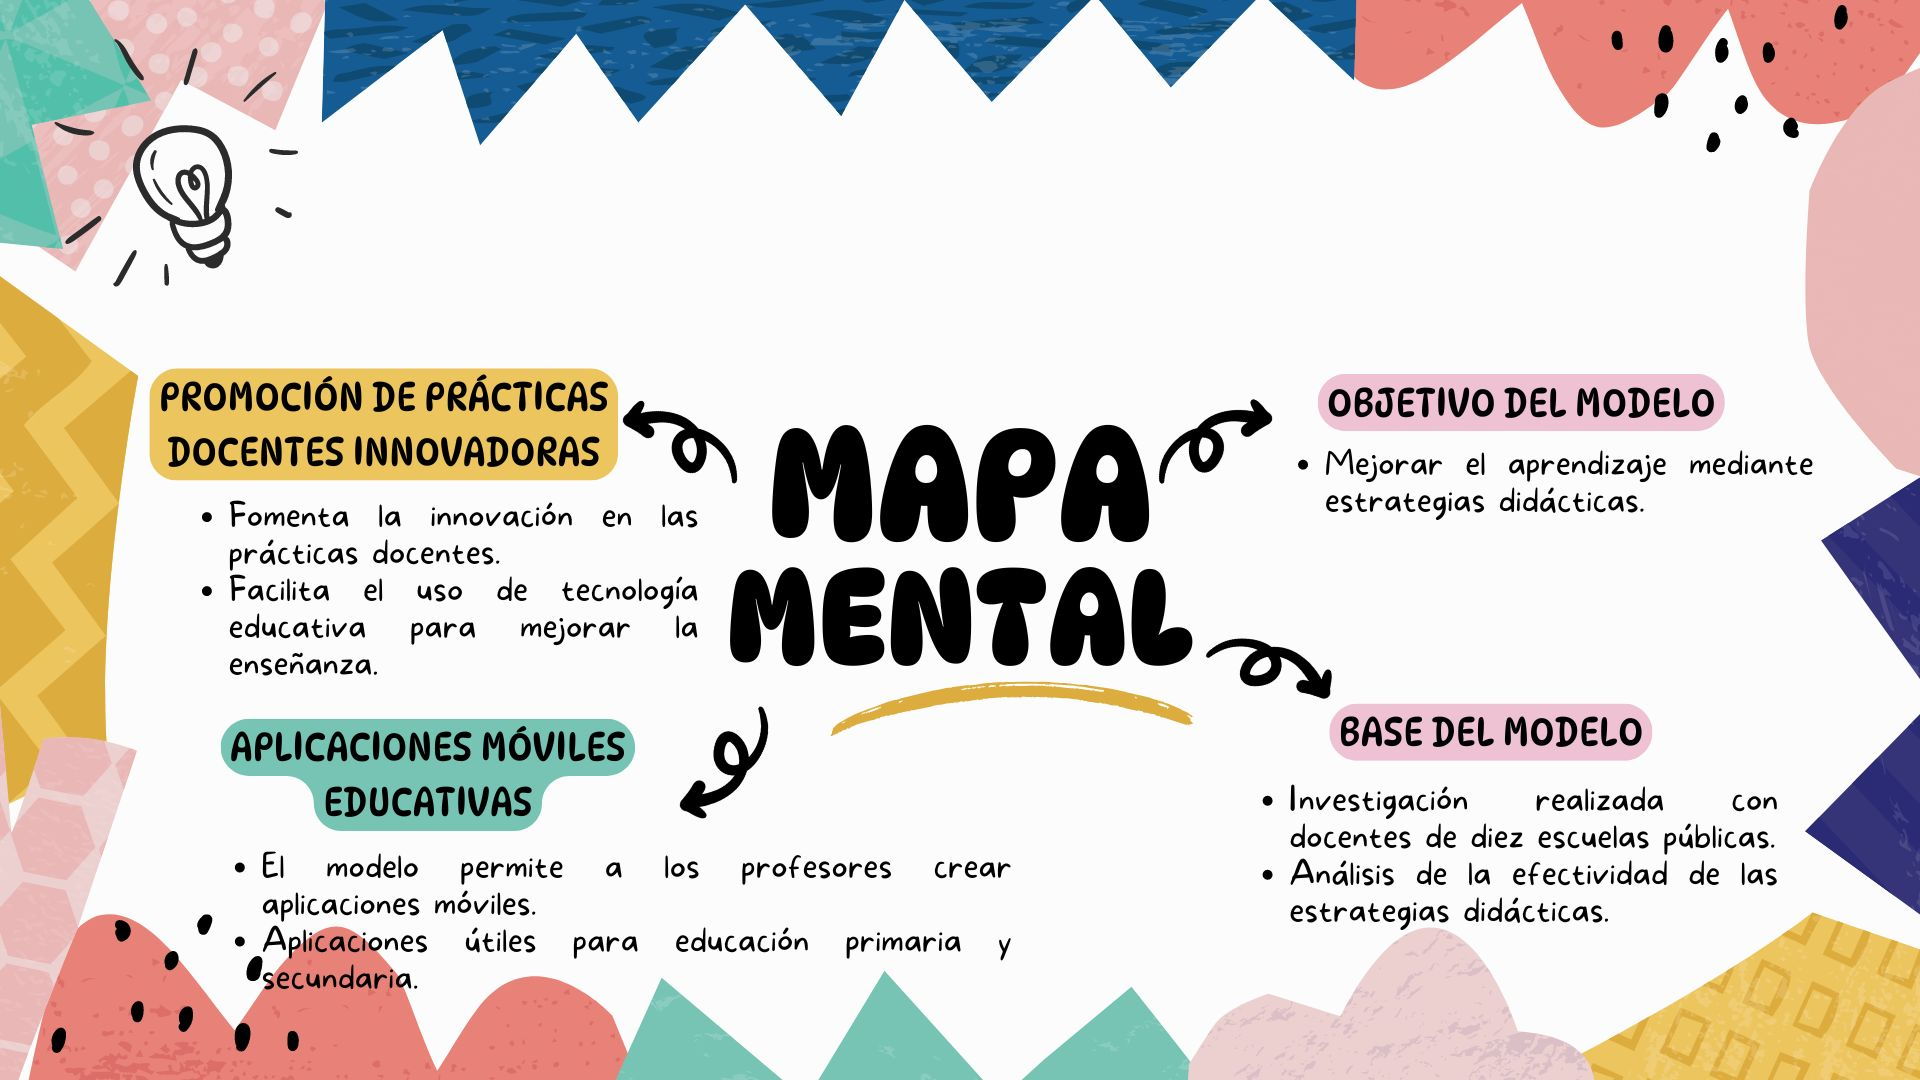 PROMOCIÓN DE PRÁCTICAS
DOCENTES INNOVADORAS
• Fomenta la innovación en las
prácticas docentes.
• Facilita el uso de tecnología
educativa para mejorar la
enseñanza.
APLICACIONES MÓVILES
EDUCATIVAS
• El modelo permite a los profesores crear
aplicaciones móviles.
• Aplicaciones útiles para educación primaria y
secundaria.
MAPA
MENTAL
OBJETIVO DEL MODELO
• Mejorar el aprendizaje mediante
estrategias didácticas.
BASE DEL MODELO
• Investigación realizada con
docentes de diez escuelas públicas.
• Análisis de la efectividad de las
estrategias didácticas.